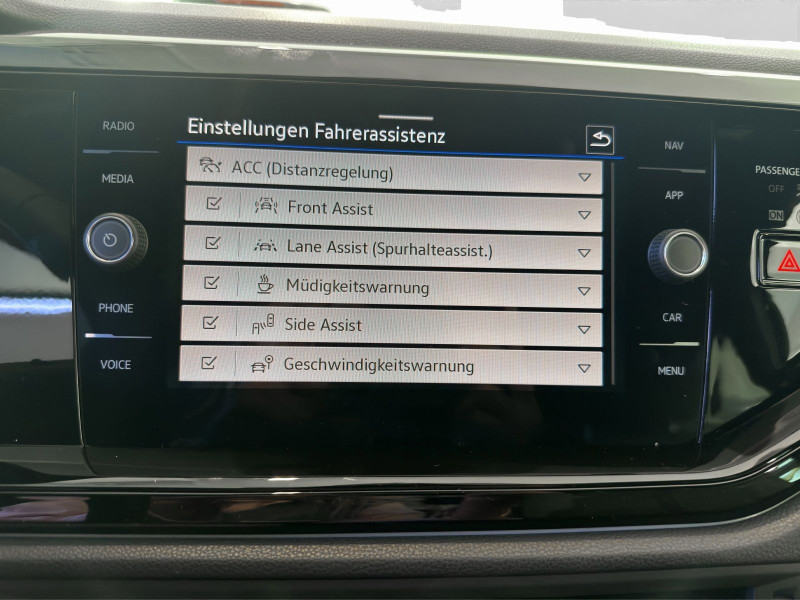 RADIO
MEDIA
PHONE
VOICE
Einstellungen Fahrerassistenz
ACC (Distanzregelung)
Front Assist
Lane Assist (Spurhalteassist.)
Müdigkeitswarnung
Side Assist
Geschwindigkeitswarnung
NAV
APP
CAR
MENU
PASSENGE
OFF
ON